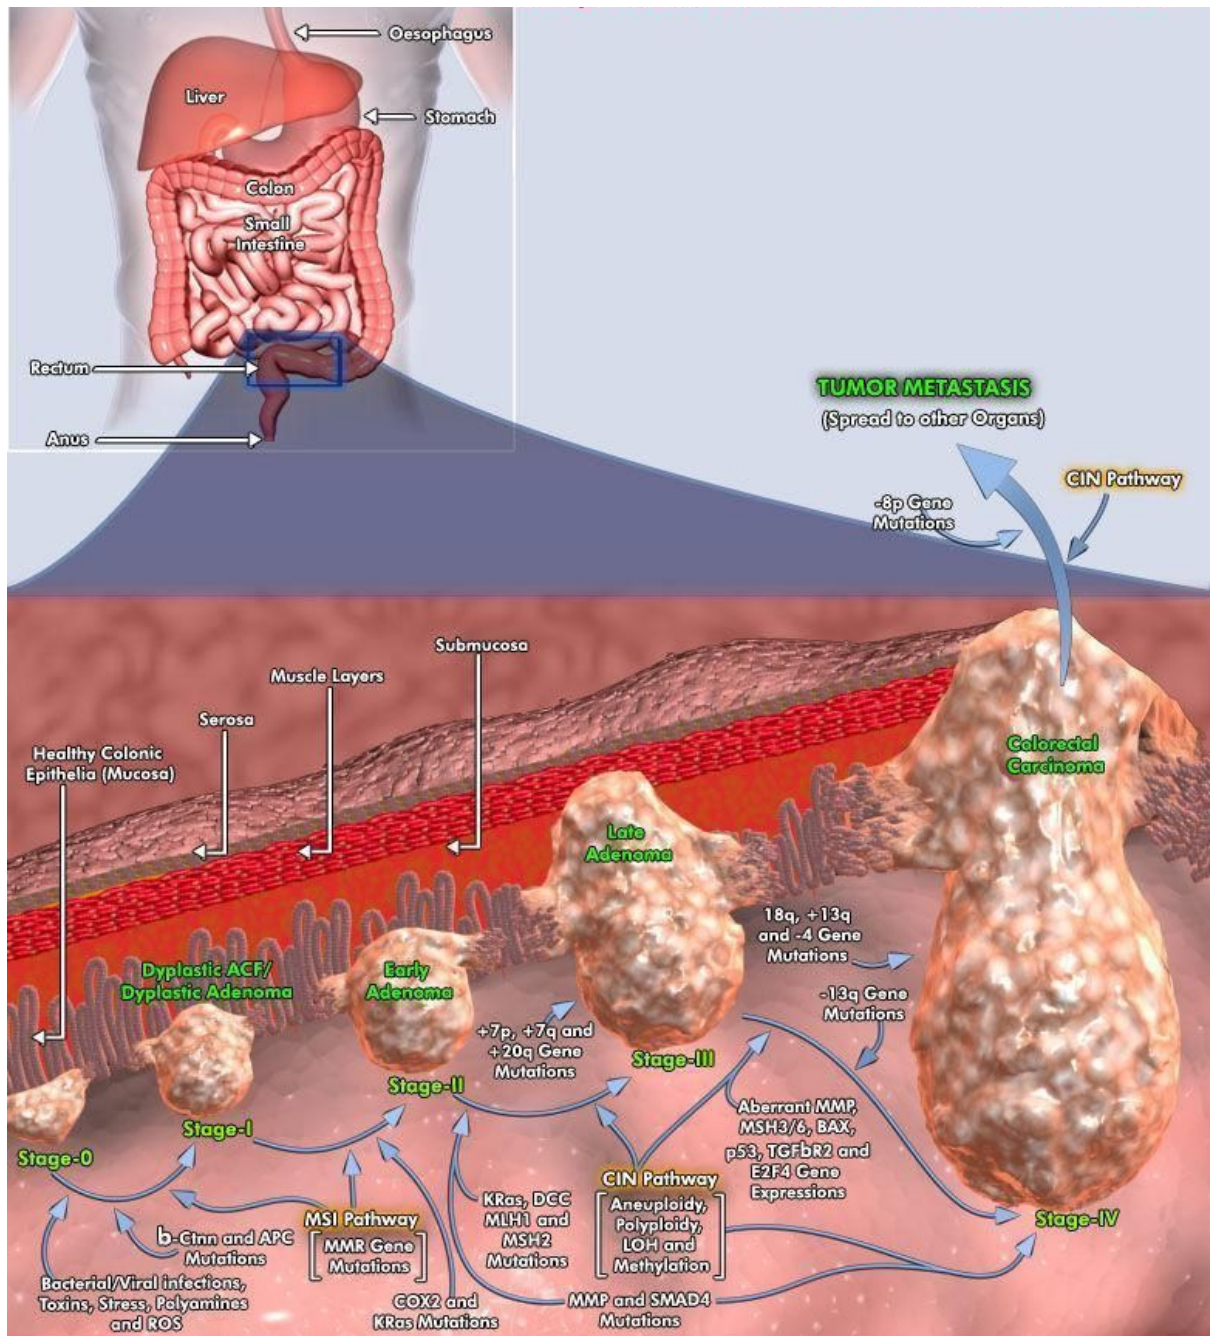 Oesophagus
Liver
Stomach
Colon
Small
Intestine
Rectum
Anus
TUMOR METASTASIS
(Spread to other Organs)
CIN Pathway
-8p Gene
Mutations
Submucosa
Muscle Layers
Serosa
Healthy Colonic
Epithelia (Mucosa)
Colorectal
Carcinoma
Late
Adenoma
18q, +13q
and -4 Gene
Mutations
Dyplastic ACF/
Dyplastic Adenoma
Early
Adenoma
-13q Gene
Mutations
+7p, +7q and
+20q Gene
Mutations
Stage-III
Stage-II
Stage-I
Stage-0
Aberrant MMP,
MSH3/6, BAX,
p53, TGFbR2 and
E2F4 Gene
Expressions
CIN Pathway
Aneuploidy,
Polyploidy,
LOH and
Methylation
KRas, DCC
MLH1 and
MSH2
Mutations
MSI Pathway
MMR Gene
Mutations
Stage-IV
b-Ctnn and APC
Mutations
Bacterial/Viral infections,
Toxins, Stress, Polyamines
and ROS
COX2 and
KRas Mutations
MMP and SMAD4
Mutations